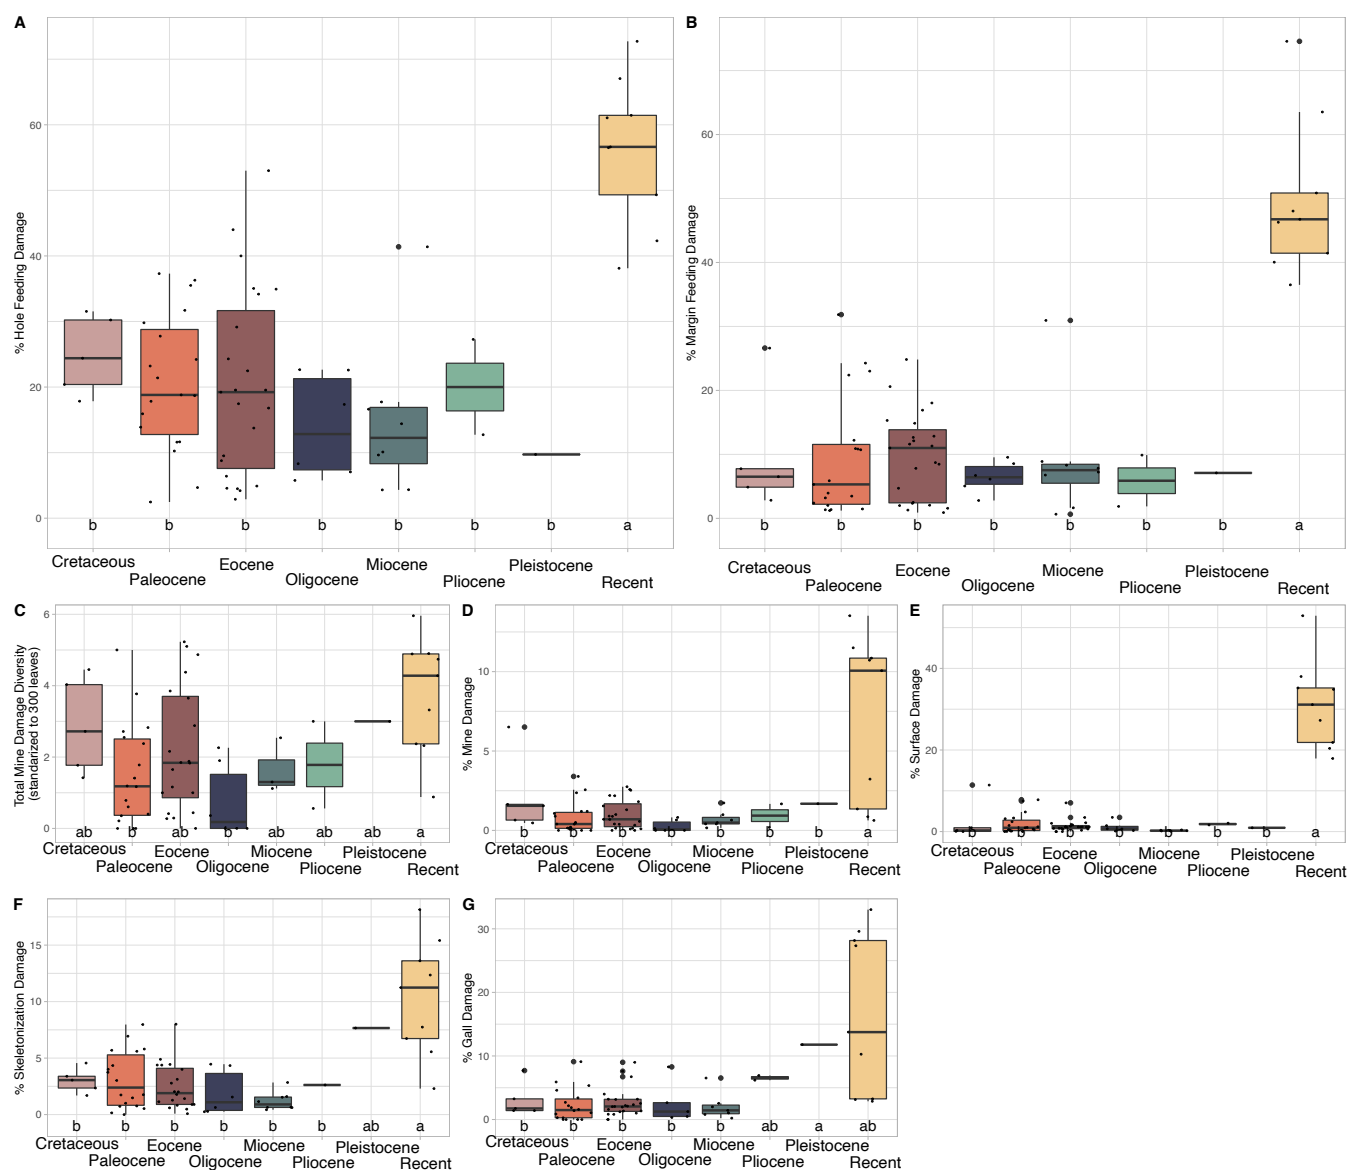 A
% Hole Feeding Damage
60
40
20
0
b b b b b b b a
Cretaceous Paleocene Eocene Oligocene Miocene Pliocene Pleistocene Recent
B
% Margin Feeding Damage
60
40
20
0
b b b b b b b a
Cretaceous Paleocene Eocene Oligocene Miocene Pliocene Pleistocene Recent
C
Total Mine Damage Diversity
(standarized to 300 leaves)
6
4
2
0
ab b ab b ab ab ab a
Cretaceous Paleocene Eocene Oligocene Miocene Pliocene Pleistocene Recent
D
% Mine Damage
10
5
0
b b b b b b b a
Cretaceous Paleocene Eocene Oligocene Miocene Pliocene Pleistocene Recent
E
% Surface Damage
40
20
0
b b b b b b b a
Cretaceous Paleocene Eocene Oligocene Miocene Pliocene Pleistocene Recent
F
% Skeletonization Damage
15
10
5
0
b b b b b b ab a
Cretaceous Paleocene Eocene Oligocene Miocene Pliocene Pleistocene Recent
G
% Gall Damage
30
20
10
0
b b b b b ab a ab
Cretaceous Paleocene Eocene Oligocene Miocene Pliocene Pleistocene Recent